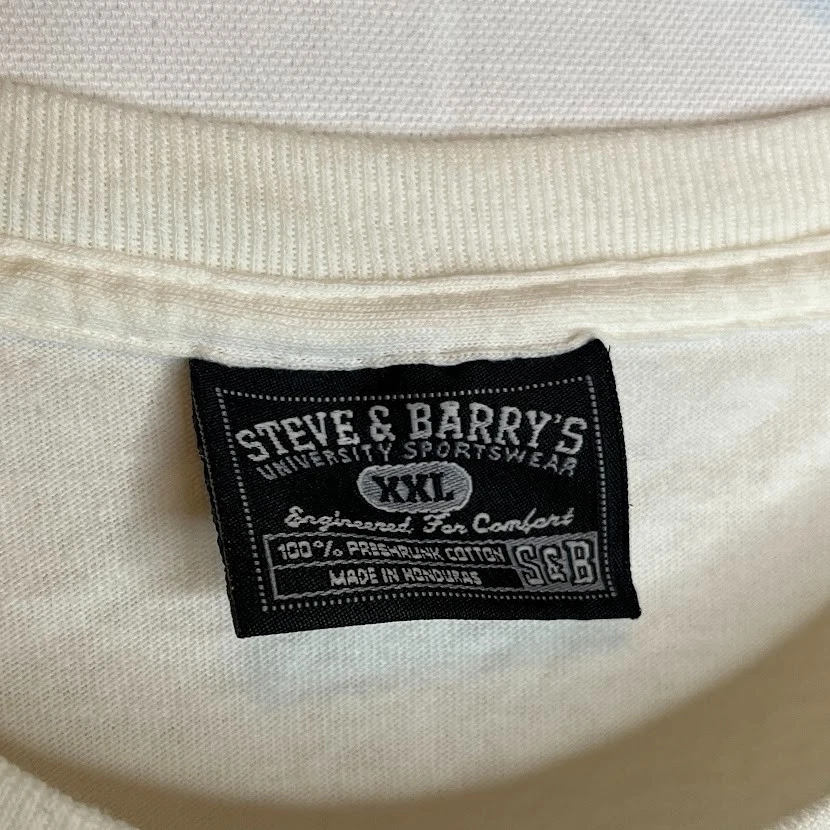 STEVE & BARRY'S
UNIVERSITY SPORTSWEAR
XXL
Engineered For Comfort
100% PRESHRUNK COTTON
MADE IN HONDURAS
S&B